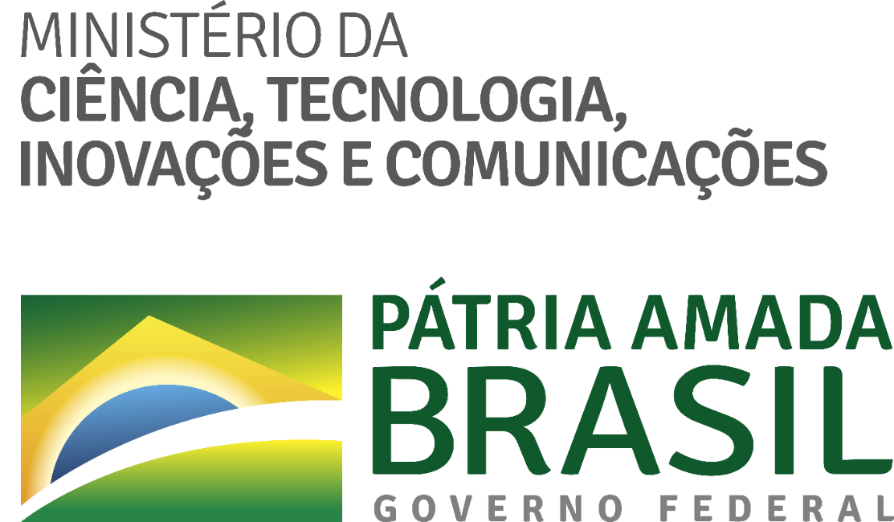 MINISTÉRIO DA
CIÊNCIA, TECNOLOGIA,
INOVAÇÕES E COMUNICAÇÕES
PÁTRIA AMADA
BRASIL
GOVERNO FEDERAL